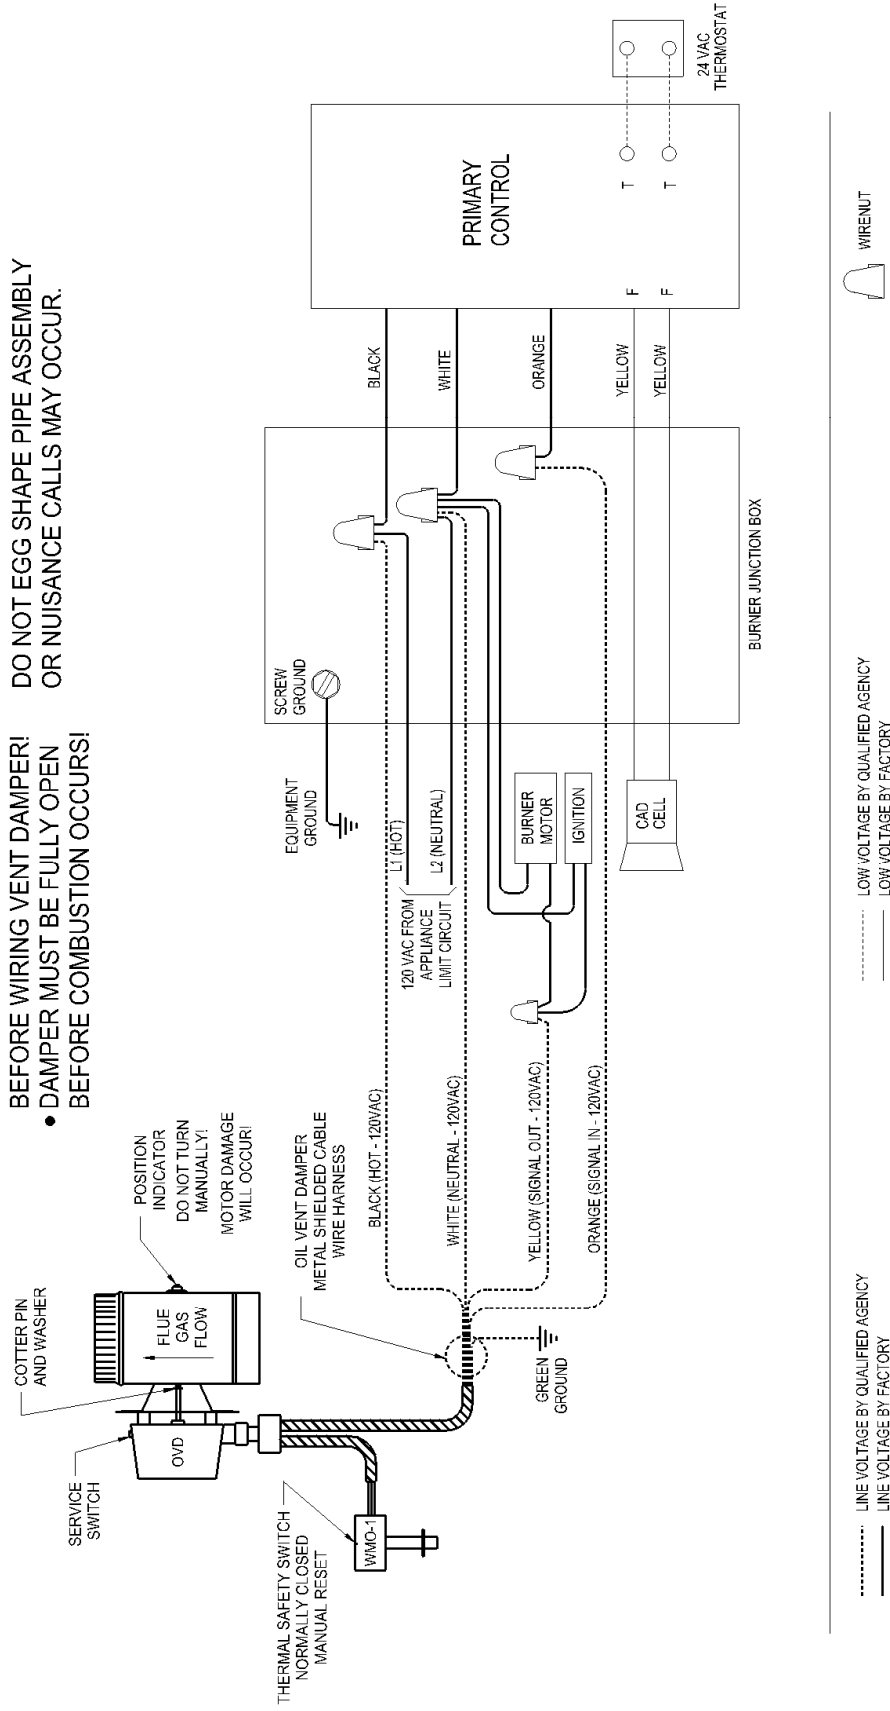 BEFORE WIRING VENT DAMPER!
• DAMPER MUST BE FULLY OPEN
BEFORE COMBUSTION OCCURS!
DO NOT EGG SHAPE PIPE ASSEMBLY
OR NUISANCE CALLS MAY OCCUR.
COTTER PIN
AND WASHER
SERVICE
SWITCH
POSITION
INDICATOR
DO NOT TURN
MANUALLY!
MOTOR DAMAGE
WILL OCCUR!
FLUE
GAS
FLOW
OVD
THERMAL SAFETY SWITCH
NORMALLY CLOSED
MANUAL RESET
WMO-1
OIL VENT DAMPER
METAL SHIELDED CABLE
WIRE HARNESS
GREEN
GROUND
BLACK (HOT - 120VAC)
WHITE (NEUTRAL - 120VAC)
YELLOW (SIGNAL OUT - 120VAC)
ORANGE (SIGNAL IN - 120VAC)
EQUIPMENT
GROUND
SCREW
GROUND
L1 (HOT)
L2 (NEUTRAL)
120 VAC FROM
APPLIANCE
LIMIT CIRCUIT
BURNER
MOTOR
IGNITION
CAD
CELL
BURNER JUNCTION BOX
BLACK
WHITE
ORANGE
YELLOW
YELLOW
PRIMARY
CONTROL
F
F
T
T
24 VAC
THERMOSTAT
LINE VOLTAGE BY QUALIFIED AGENCY
LINE VOLTAGE BY FACTORY
LOW VOLTAGE BY QUALIFIED AGENCY
LOW VOLTAGE BY FACTORY
WIRENUT